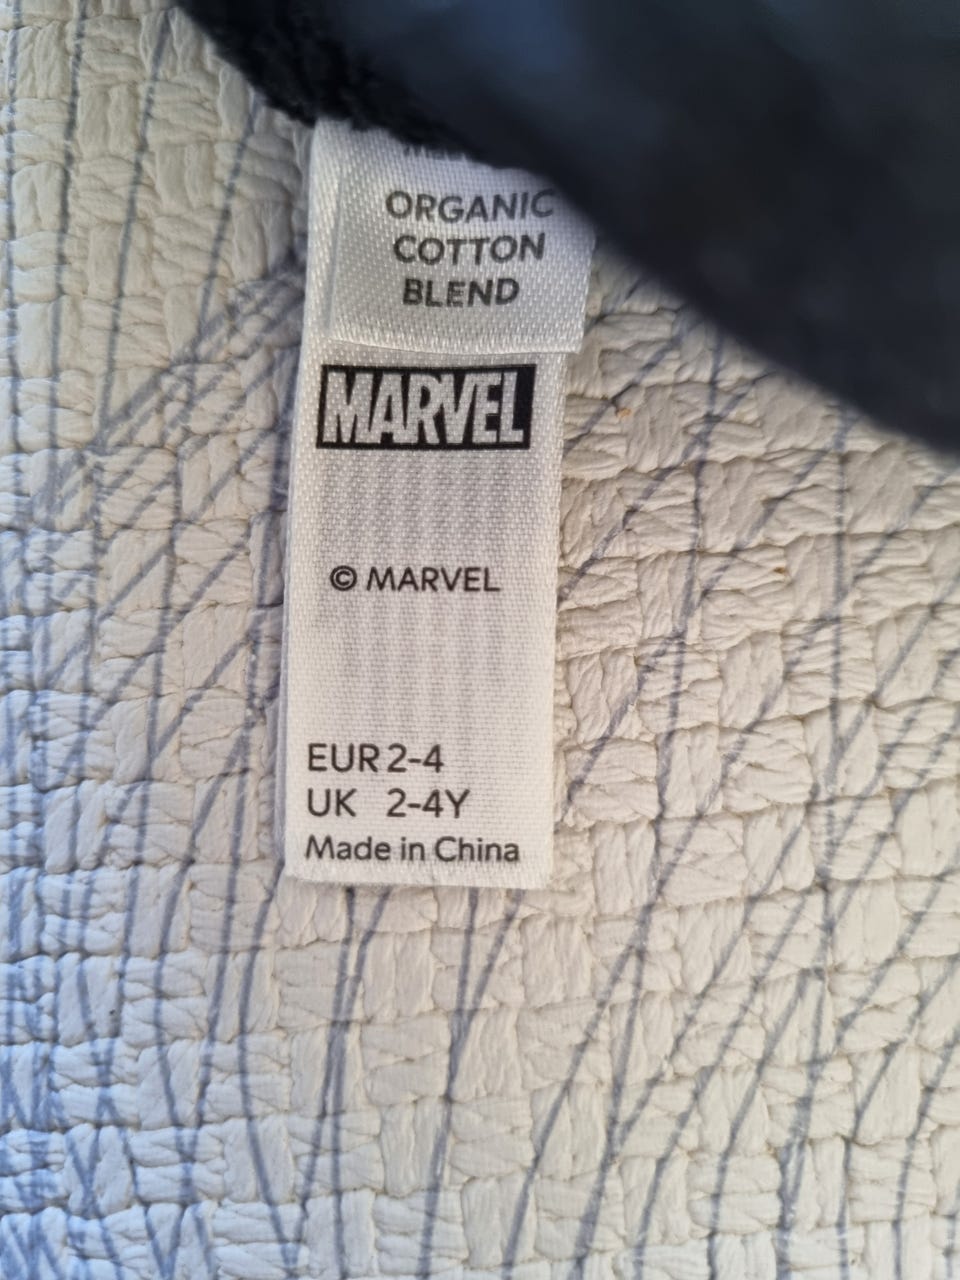 ORGANIC
COTTON
BLEND
MARVEL
© MARVEL
EUR 2-4
UK 2-4Y
Made in China